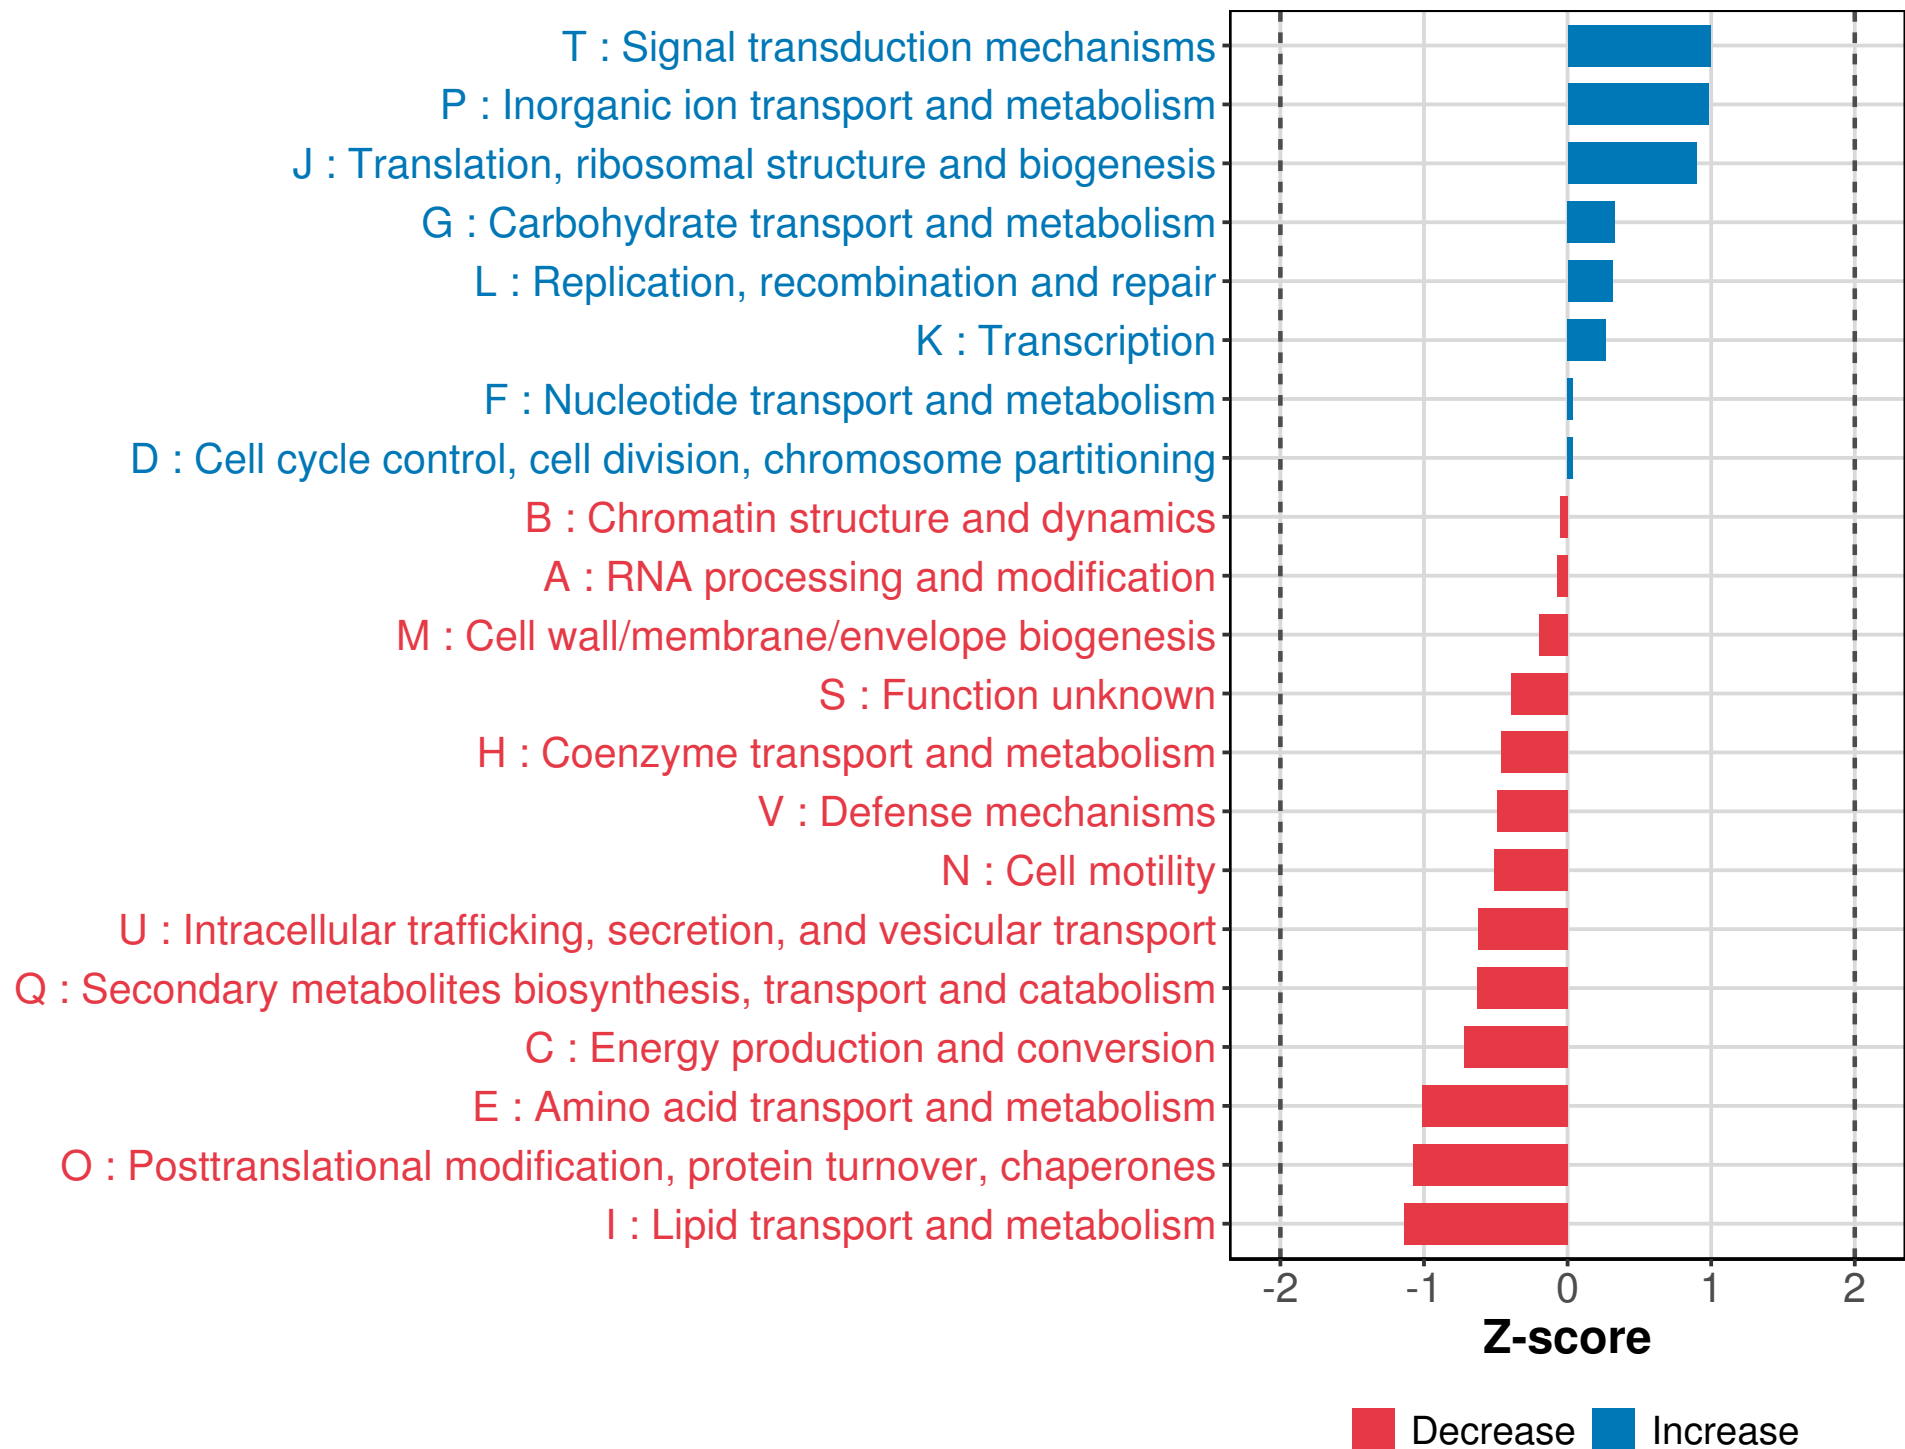 T : Signal transduction mechanisms
P : Inorganic ion transport and metabolism
J : Translation, ribosomal structure and biogenesis
G : Carbohydrate transport and metabolism
L : Replication, recombination and repair
K : Transcription
F : Nucleotide transport and metabolism
D : Cell cycle control, cell division, chromosome partitioning
B : Chromatin structure and dynamics
A : RNA processing and modification
M : Cell wall/membrane/envelope biogenesis
S : Function unknown
H : Coenzyme transport and metabolism
V : Defense mechanisms
N : Cell motility
U : Intracellular trafficking, secretion, and vesicular transport
Q : Secondary metabolites biosynthesis, transport and catabolism
C : Energy production and conversion
E : Amino acid transport and metabolism
O : Posttranslational modification, protein turnover, chaperones
I : Lipid transport and metabolism
-2 -1 0 1 2
Z-score
Decrease Increase